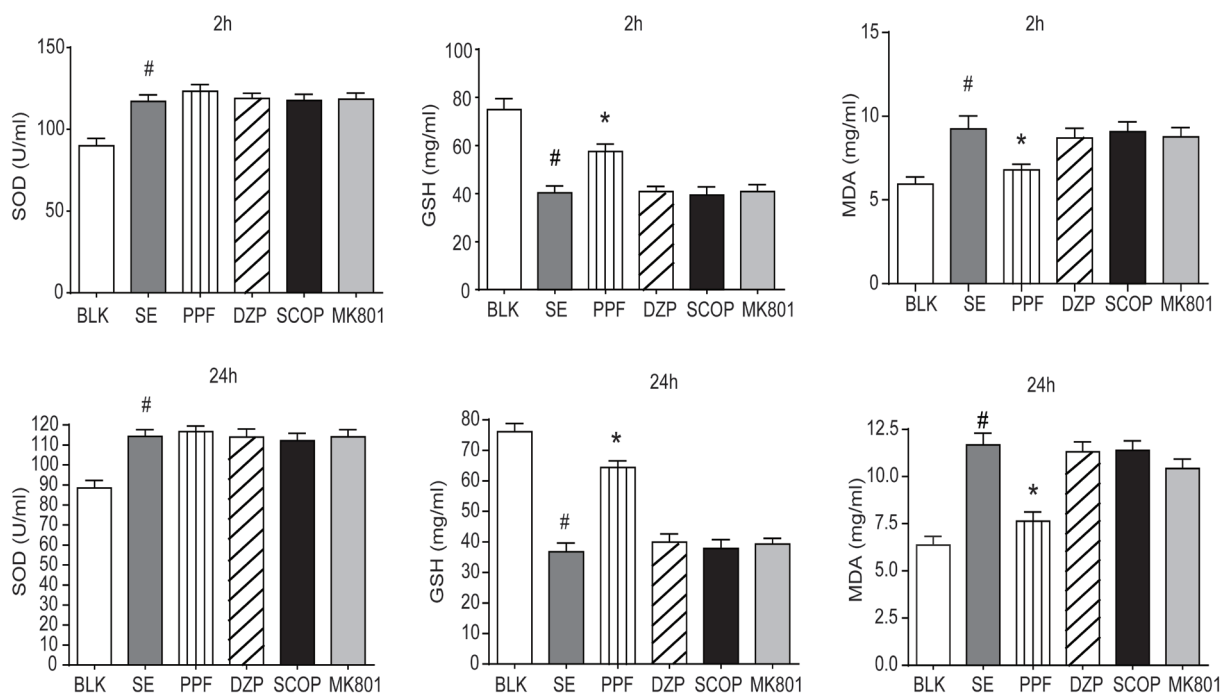 2h
SOD (U/ml)
150
100
50
0
#
BLK SE PPF DZP SCOP MK801
2h
GSH (mg/ml)
100
80
60
40
20
0
#
*
BLK SE PPF DZP SCOP MK801
2h
MDA (mg/ml)
15
10
5
0
#
*
BLK SE PPF DZP SCOP MK801
24h
SOD (U/ml)
120
110
100
90
80
70
60
50
40
30
20
10
0
#
BLK SE PPF DZP SCOP MK801
24h
GSH (mg/ml)
80
70
60
50
40
30
20
10
0
#
*
BLK SE PPF DZP SCOP MK801
24h
MDA (mg/ml)
12.5
10.0
7.5
5.0
2.5
0.0
#
*
BLK SE PPF DZP SCOP MK801